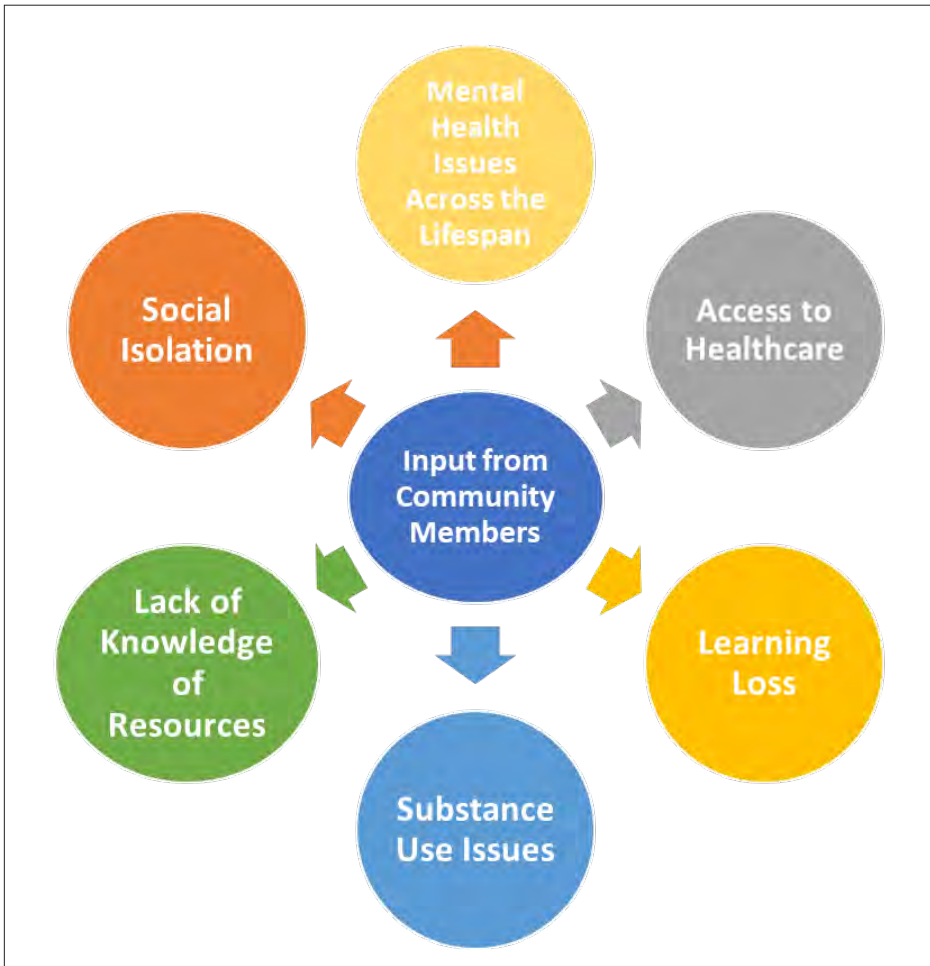 Mental
Health
Issues
Across the
Lifespan
Social
Isolation
Access to
Healthcare
Input from
Community
Members
Lack of
Knowledge
of
Resources
Learning
Loss
Substance
Use Issues